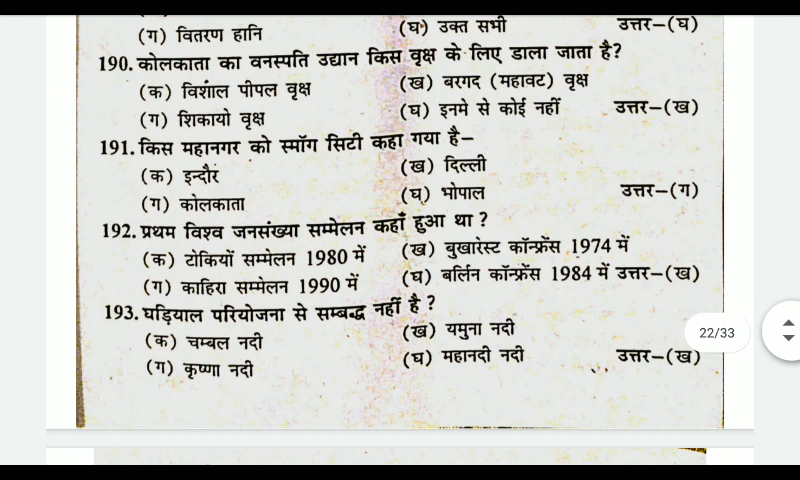 (ग) वितरण हानि (घ) उक्त सभी उत्तर–(घ)
190. कोलकाता का वनस्पति उद्यान किस वृक्ष के लिए डाला जाता है?
(क) विशाल पीपल वृक्ष (ख) बरगद (महावट) वृक्ष
(ग) शिकायो वृक्ष (घ) इनमे से कोई नहीं उत्तर–(ख)
191. किस महानगर को स्मॉग सिटी कहा गया है–
(क) इन्दौर (ख) दिल्ली
(ग) कोलकाता (घ) भोपाल उत्तर–(ग)
192. प्रथम विश्व जनसंख्या सम्मेलन कहाँ हुआ था ?
(क) टोकियों सम्मेलन 1980 में (ख) बुखारेस्ट कॉन्फ्रेंस 1974 में
(ग) काहिरा सम्मेलन 1990 में (घ) बर्लिन कॉन्फ्रेंस 1984 में उत्तर–(ख)
193. घड़ियाल परियोजना से सम्बद्ध नहीं है ?
(क) चम्बल नदी (ख) यमुना नदी
(ग) कृष्णा नदी (घ) महानदी नदी उत्तर–(ख)
22/33